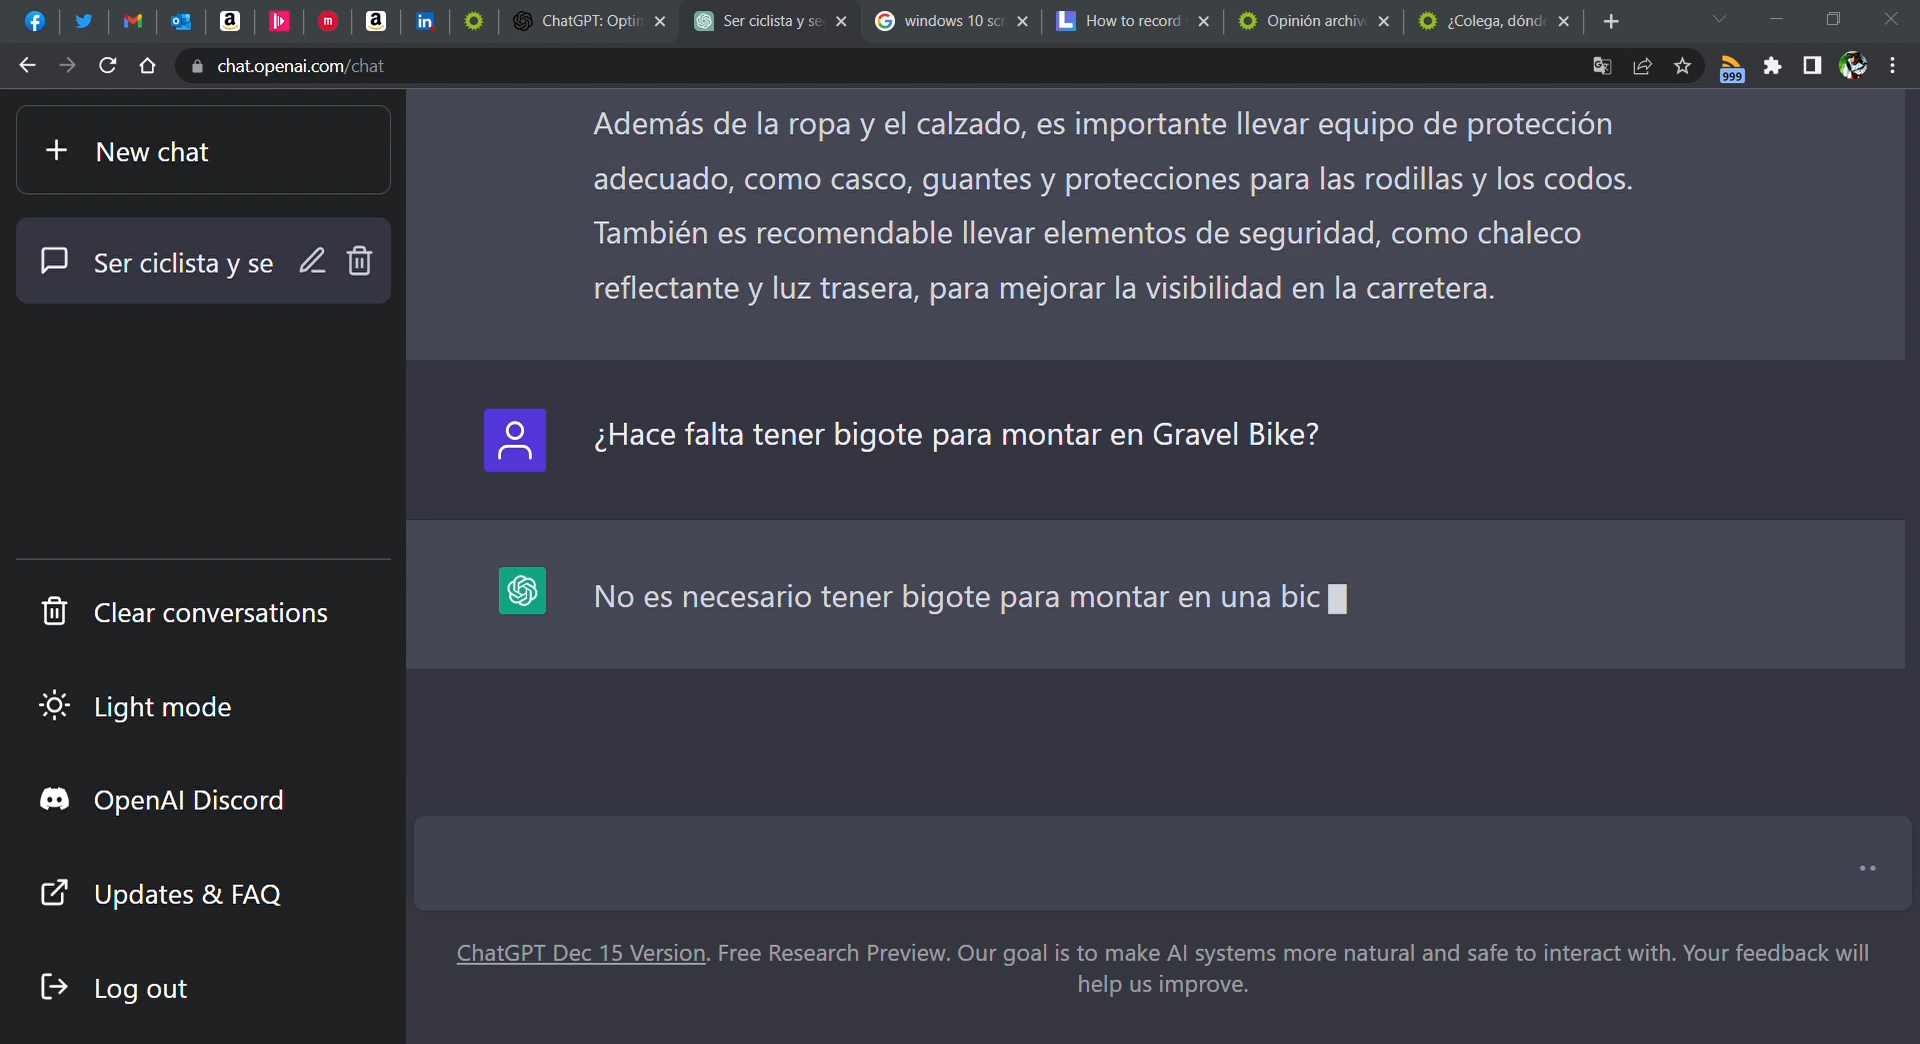 ChatGPT: Optin
Ser ciclista y se
windows 10 scr
How to record
Opinión archiv
¿Colega, dónde
chat.openai.com/chat
999
New chat
Ser ciclista y se
Clear conversations
Light mode
OpenAI Discord
Updates & FAQ
Log out
Además de la ropa y el calzado, es importante llevar equipo de protección
adecuado, como casco, guantes y protecciones para las rodillas y los codos.
También es recomendable llevar elementos de seguridad, como chaleco
reflectante y luz trasera, para mejorar la visibilidad en la carretera.
¿Hace falta tener bigote para montar en Gravel Bike?
No es necesario tener bigote para montar en una bic
ChatGPT Dec 15 Version. Free Research Preview. Our goal is to make AI systems more natural and safe to interact with. Your feedback will
help us improve.